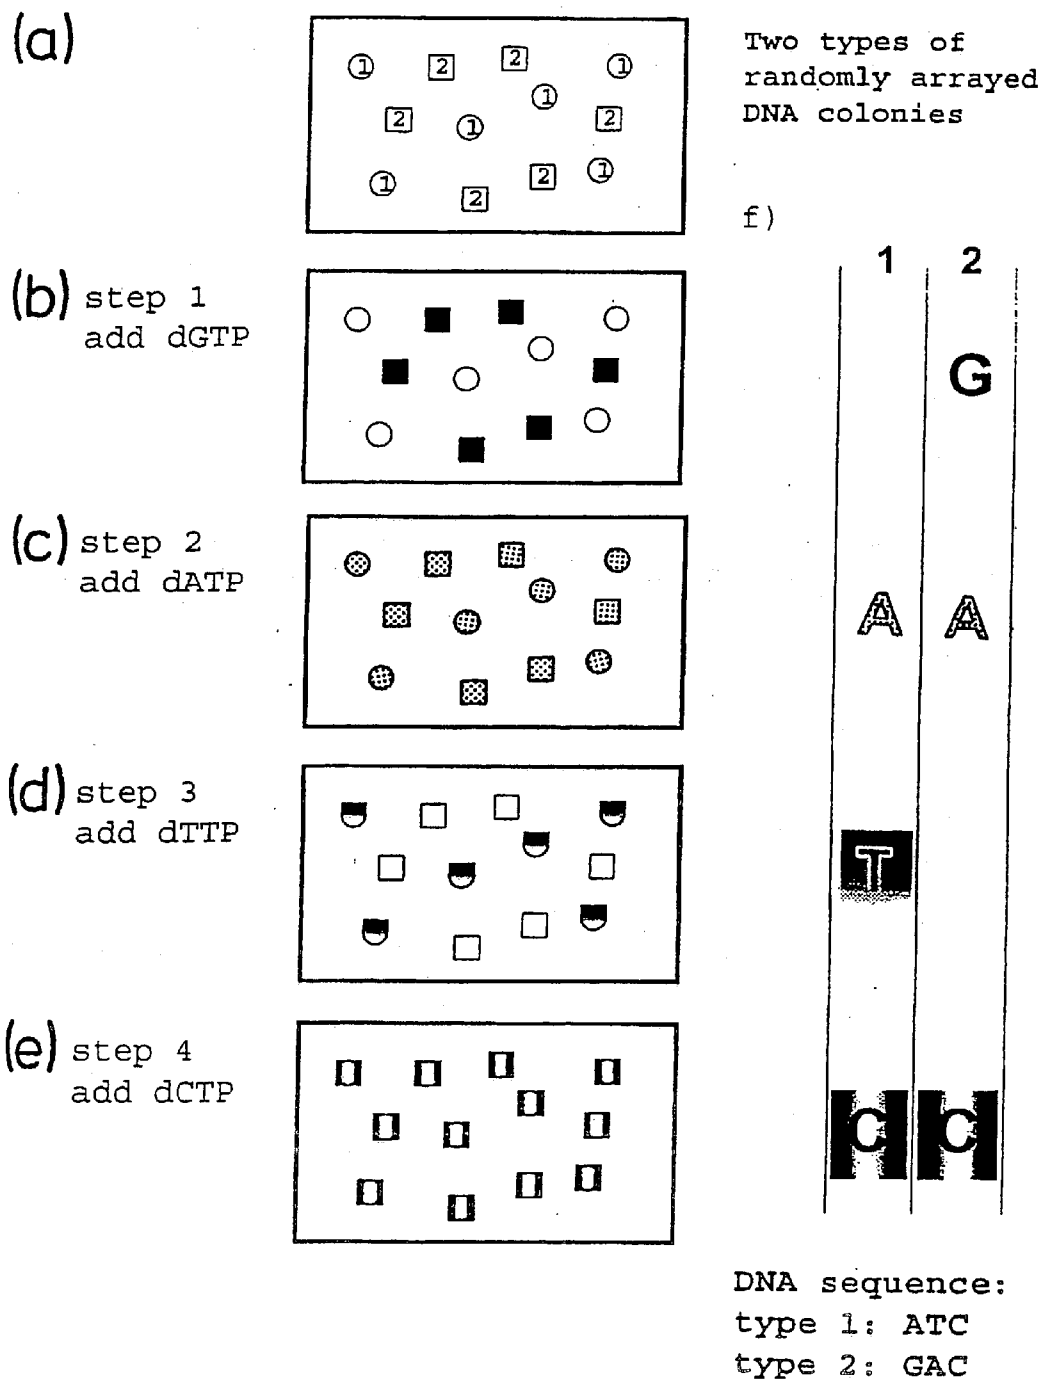 (a)
Two types of
randomly arrayed
DNA colonies
1
2
2
1
1
2
1
2
1
2
2
1
(b) step 1
add dGTP
(c) step 2
add dATP
(d) step 3
add dTTP
(e) step 4
add dCTP
f)
1 2
G
A A
T
C C
DNA sequence:
type 1: ATC
type 2: GAC